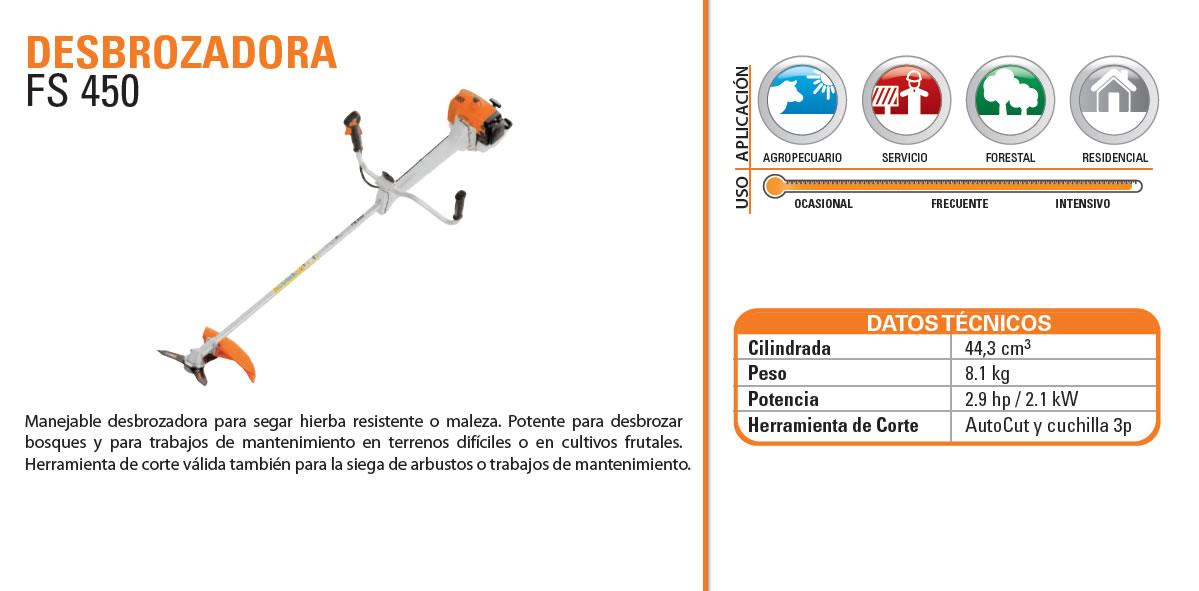 DESBROZADORA
FS 450
Manejable desbrozadora para segar hierba resistente o maleza. Potente para desbrozar
bosques y para trabajos de mantenimiento en terrenos difíciles o en cultivos frutales.
Herramienta de corte válida también para la siega de arbustos o trabajos de mantenimiento.
APLICACIÓN
AGROPECUARIO SERVICIO FORESTAL RESIDENCIAL
USO
OCASIONAL FRECUENTE INTENSIVO
DATOS TÉCNICOS
Cilindrada 44,3 cm³
Peso 8.1 kg
Potencia 2.9 hp / 2.1 kW
Herramienta de Corte AutoCut y cuchilla 3p